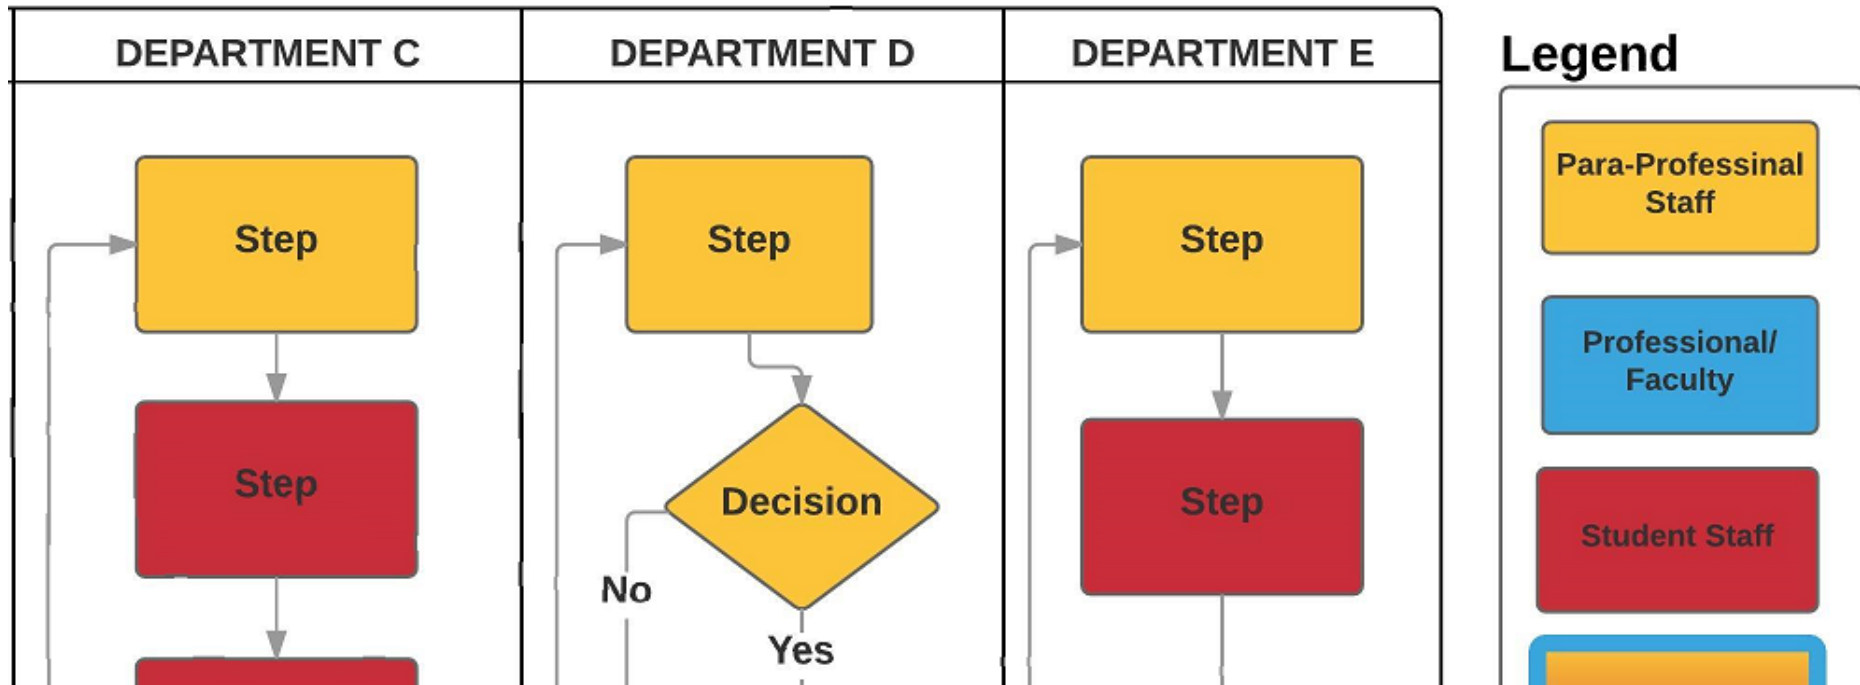 DEPARTMENT C
DEPARTMENT D
DEPARTMENT E
Legend
Step
Step
Step
Para-Professinal
Staff
Professional/
Faculty
Step
Decision
Step
Student Staff
No
Yes